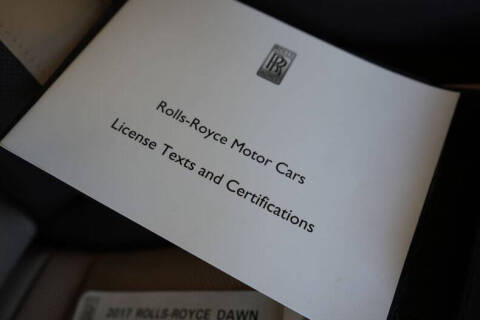 Rolls-Royce Motor Cars
License Texts and Certifications
2017 ROLLS-ROYCE DAWN